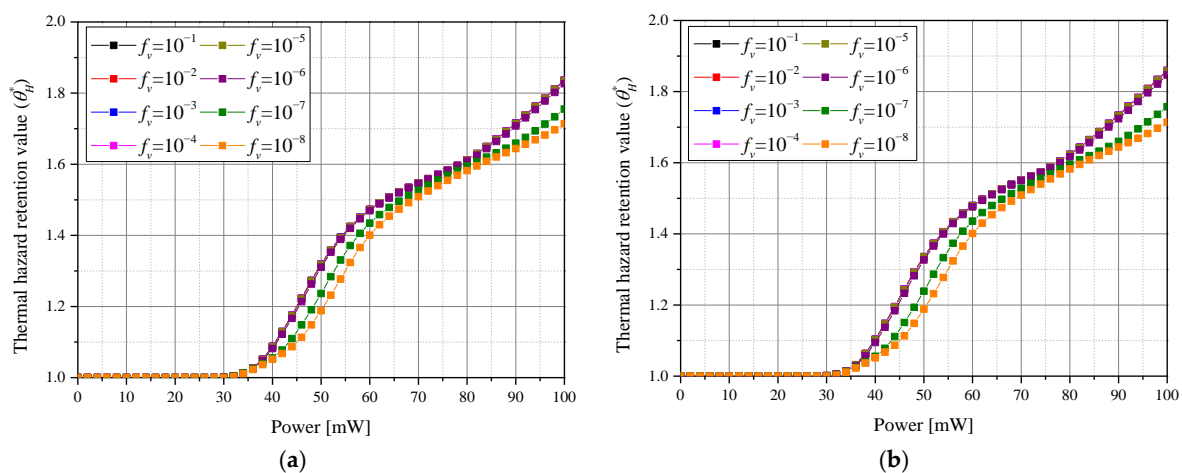 Thermal hazard retention value (θ*H)
2.0
1.8
1.6
1.4
1.2
1.0
fv=10−1 fv=10−5
fv=10−2 fv=10−6
fv=10−3 fv=10−7
fv=10−4 fv=10−8
0 10 20 30 40 50 60 70 80 90 100
Power [mW]
(a)
Thermal hazard retention value (θ*H)
2.0
1.8
1.6
1.4
1.2
1.0
fv=10−1 fv=10−5
fv=10−2 fv=10−6
fv=10−3 fv=10−7
fv=10−4 fv=10−8
0 10 20 30 40 50 60 70 80 90 100
Power [mW]
(b)